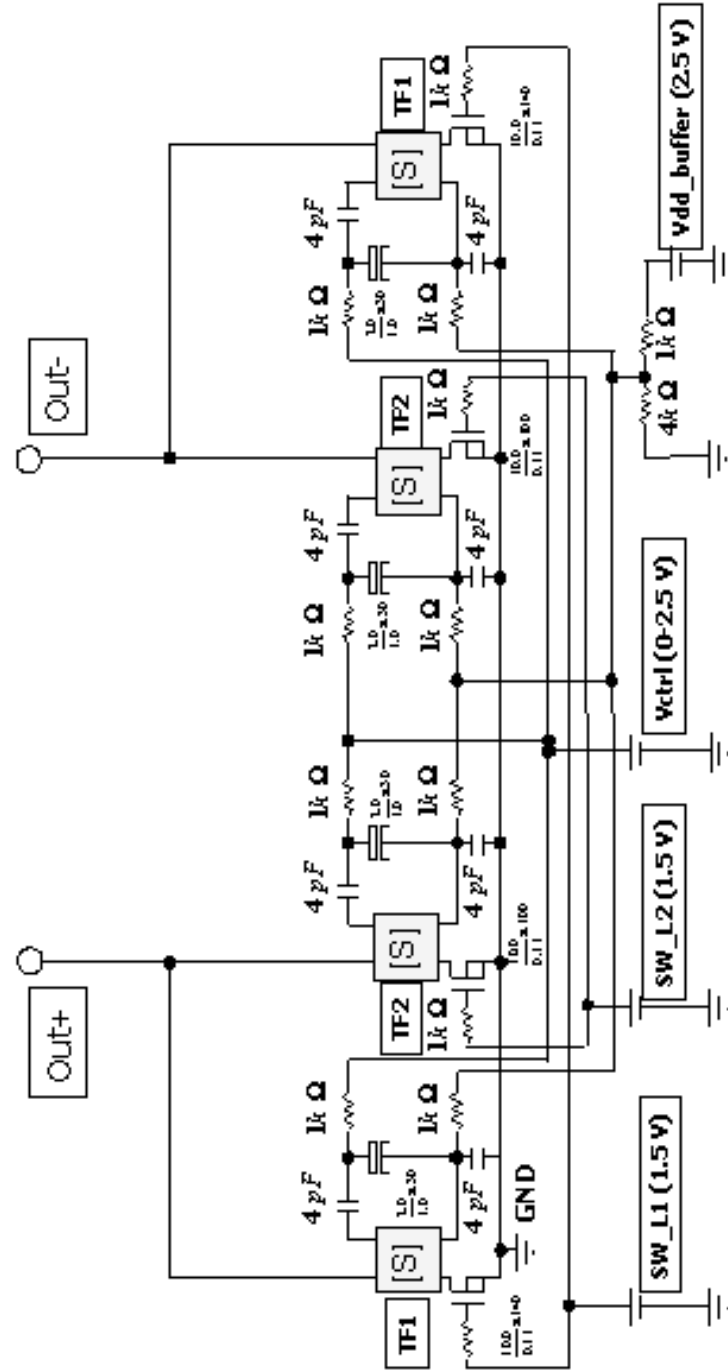 Out+
Out-
4 pF
1k Ω
4 pF
1k Ω
1k Ω
4 pF
1k Ω
4 pF
TF1
[S]
TF2
[S]
[S]
TF2
[S]
TF1
1k Ω
1k Ω
1k Ω
1k Ω
1k Ω
1k Ω
1k Ω
1k Ω
4 pF
4 pF
4 pF
4 pF
GND
4k Ω
1k Ω
SW_L1 (1.5 V)
SW_L2 (1.5 V)
Vctrl (0-2.5 V)
Vdd_buffer (2.5 V)